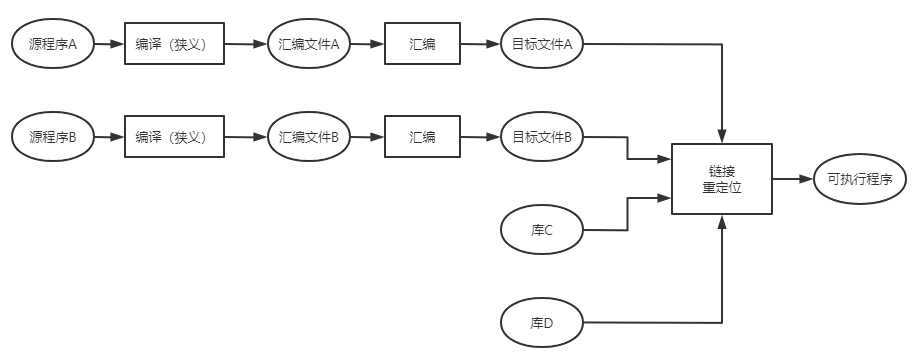 源程序A
编译（狭义）
汇编文件A
汇编
目标文件A
源程序B
编译（狭义）
汇编文件B
汇编
目标文件B
链接
重定位
可执行程序
库C
库D